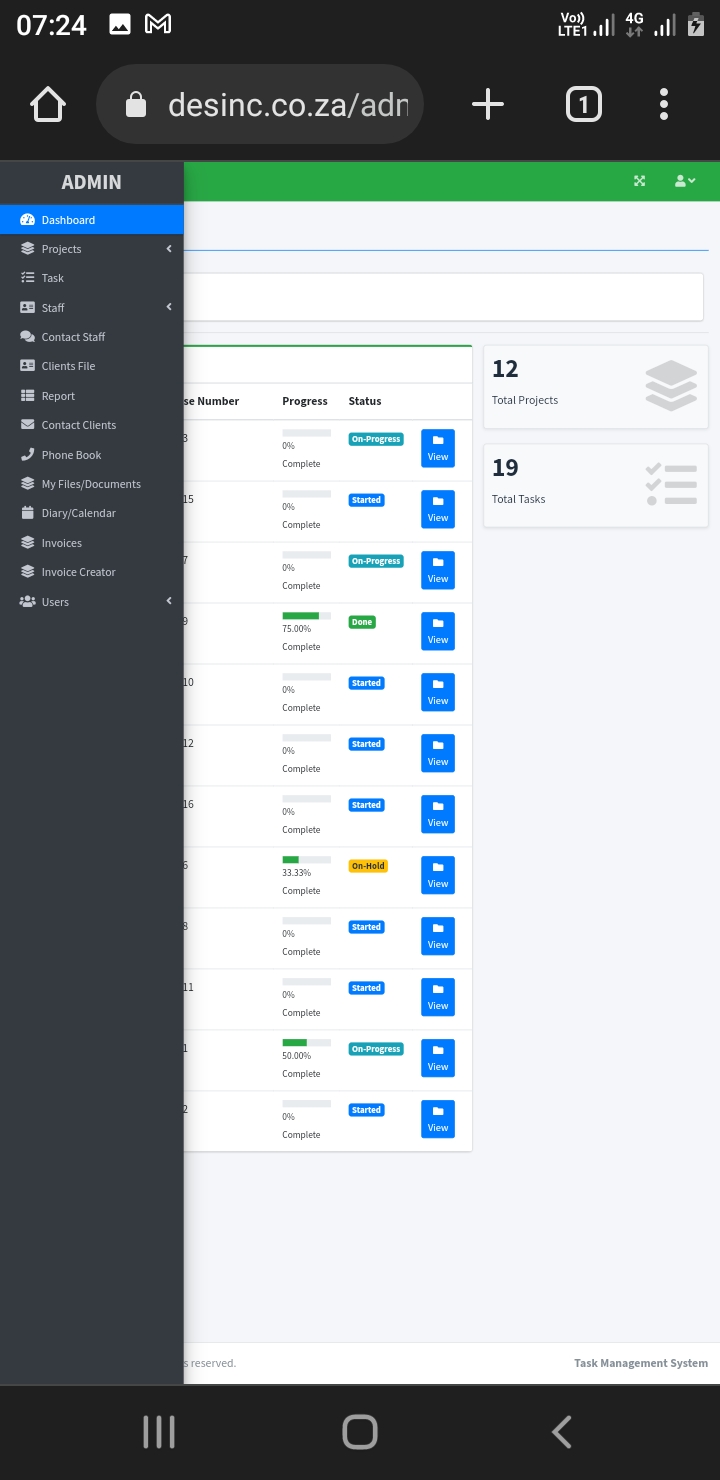 07:24
Vo)) LTE1 4G
desinc.co.za/adn
1
ADMIN
Dashboard
Projects
Task
Staff
Contact Staff
Clients File
Report
Contact Clients
Phone Book
My Files/Documents
Diary/Calendar
Invoices
Invoice Creator
Users
se Number Progress Status
3 0% Complete On-Progress View
15 0% Complete Started View
7 0% Complete On-Progress View
9 75.00% Complete Done View
10 0% Complete Started View
12 0% Complete Started View
16 0% Complete Started View
6 33.33% Complete On-Hold View
8 0% Complete Started View
11 0% Complete Started View
1 50.00% Complete On-Progress View
2 0% Complete Started View
12
Total Projects
19
Total Tasks
s reserved.
Task Management System